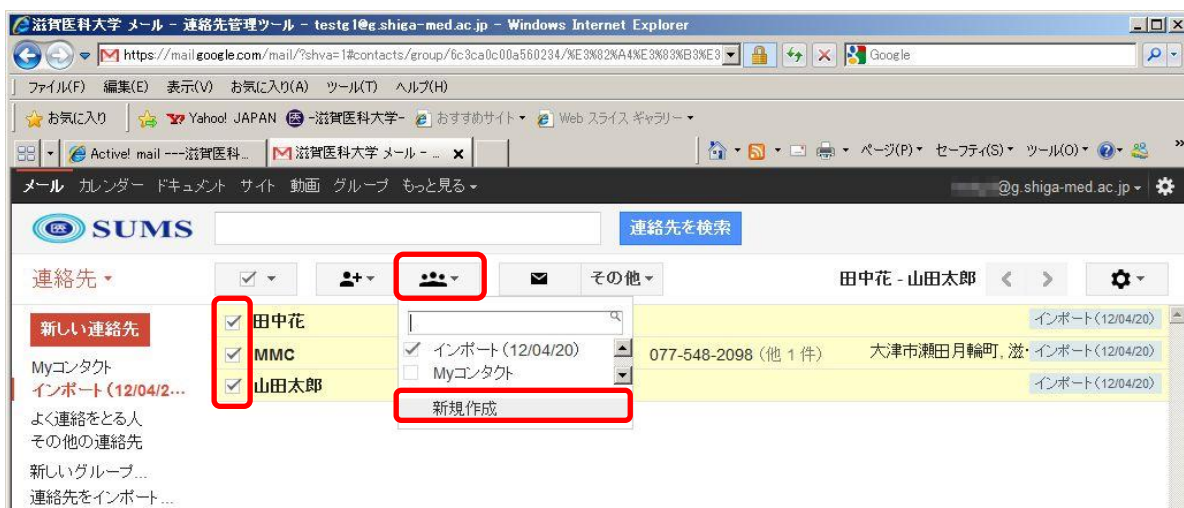 滋賀医科大学 メール - 連絡先管理ツール - testg1@g.shiga-med.ac.jp - Windows Internet Explorer
https://mail.google.com/mail/?shva=1#contacts/group/6c3ca0c00a560234/%E3%82%A4%E3%83%B3%E3 Google
ファイル(F) 編集(E) 表示(V) お気に入り(A) ツール(T) ヘルプ(H)
お気に入り Yahoo! JAPAN -滋賀医科大学- おすすめサイト Web スライス ギャラリー
Active! mail ---滋賀医科... 滋賀医科大学 メール - ... ページ(P) セーフティ(S) ツール(O) »
メール カレンダー ドキュメント サイト 動画 グループ もっと見る @g.shiga-med.ac.jp
SUMS 連絡先を検索
連絡先 その他 田中花 - 山田太郎
新しい連絡先
Myコンタクト
インポート (12/04/2...
よく連絡をとる人
その他の連絡先
新しいグループ...
連絡先をインポート...
田中花 インポート (12/04/20)
MMC 077-548-2098 (他 1 件) 大津市瀬田月輪町, 滋 インポート (12/04/20)
山田太郎 インポート (12/04/20)
インポート (12/04/20)
Myコンタクト
新規作成